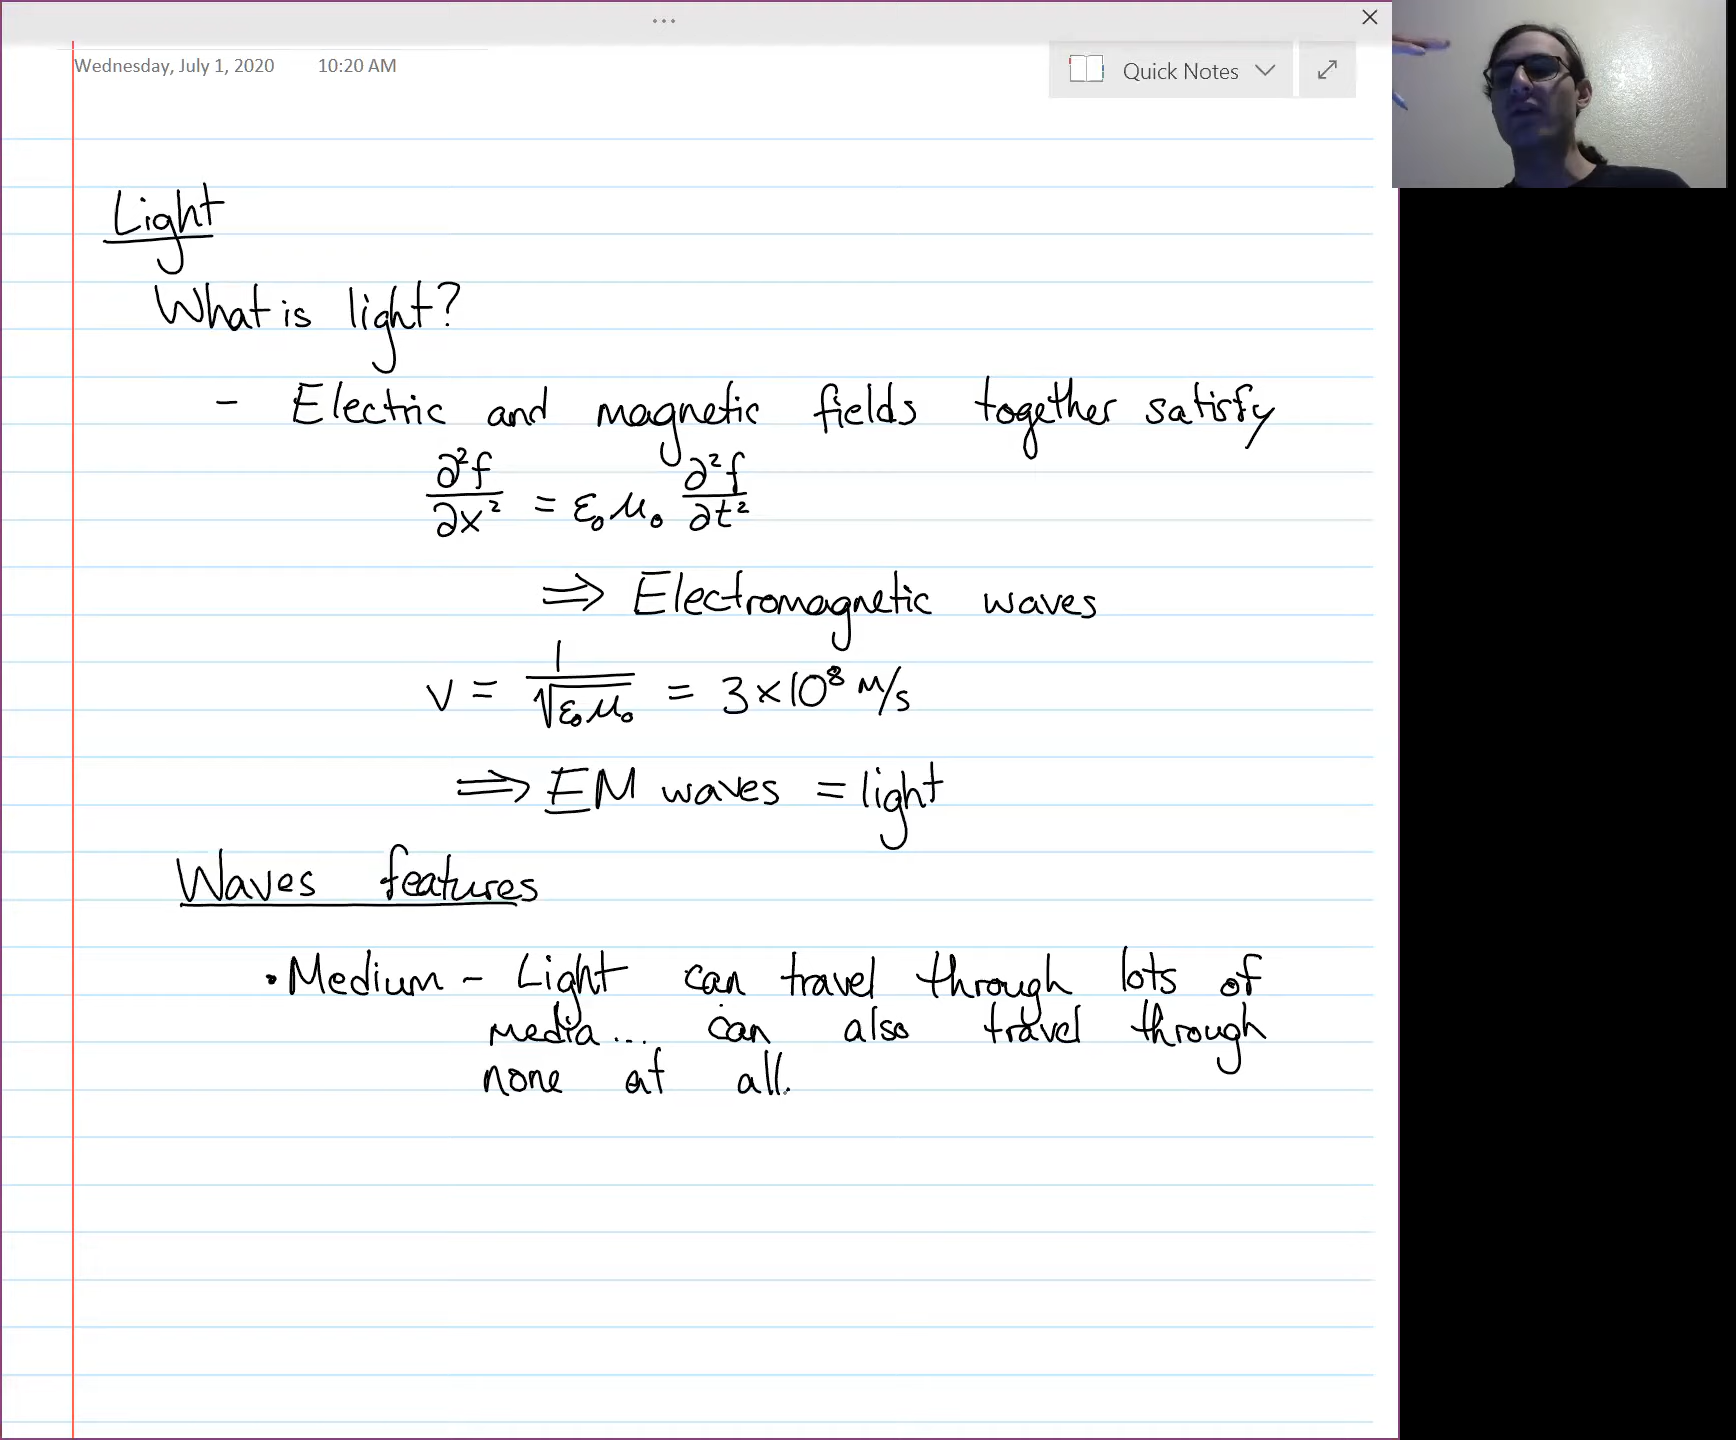 Wednesday, July 1, 2020 10:20 AM
Quick Notes
Light
What is light?
- Electric and magnetic fields together satisfy
∂²f/∂x² = ε₀μ₀ ∂²f/∂t²
⇒ Electromagnetic waves
v = 1/√ε₀μ₀ = 3×10⁸ m/s
⇒ EM waves = light
Waves features
• Medium - Light can travel through lots of
media... can also travel through
none at all.